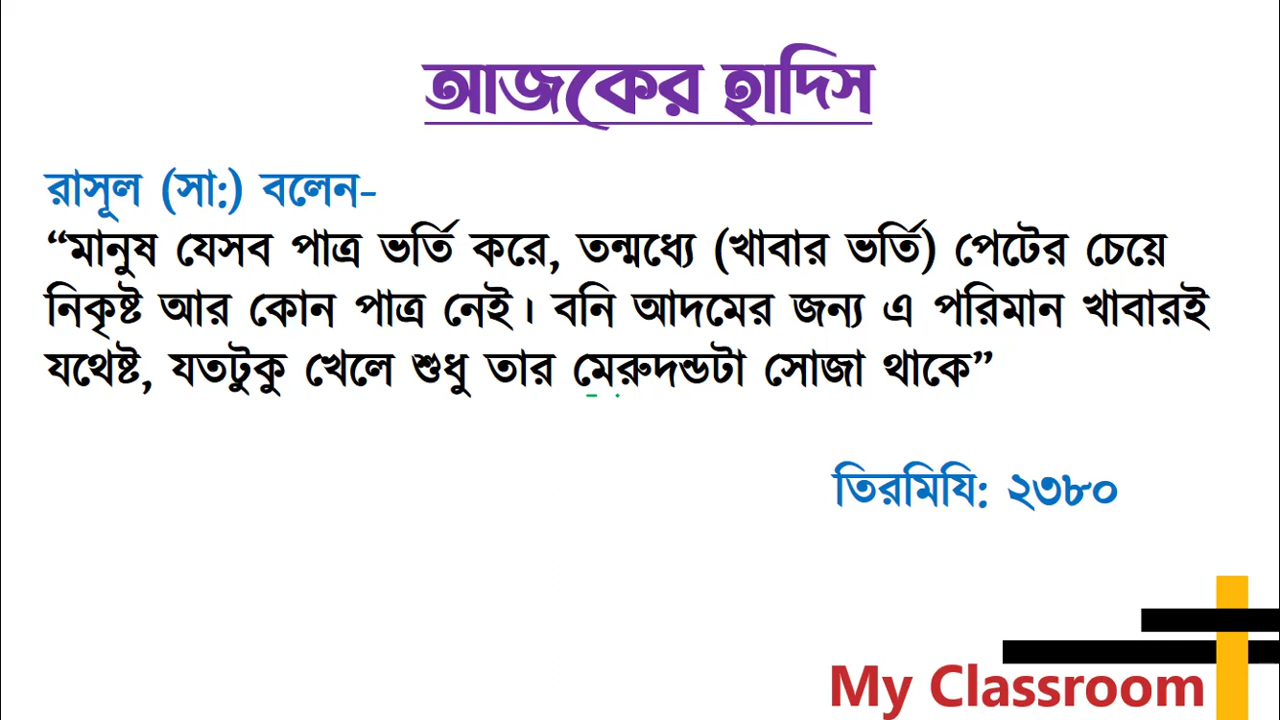 আজকের হাদিস
রাসূল (সা:) বলেন-
“মানুষ যেসব পাত্র ভর্তি করে, তন্মধ্যে (খাবার ভর্তি) পেটের চেয়ে
নিকৃষ্ট আর কোন পাত্র নেই। বনি আদমের জন্য এ পরিমান খাবারই
যথেষ্ট, যতটুকু খেলে শুধু তার মেরুদন্ডটা সোজা থাকে”
তিরমিযি: ২৩৮০
My Classroom